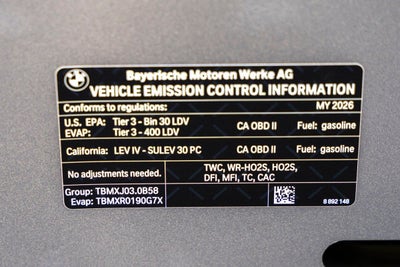 Bayerische Motoren Werke AG
VEHICLE EMISSION CONTROL INFORMATION
Conforms to regulations: MY 2026
U.S. EPA: Tier 3 - Bin 30 LDV CA OBD II Fuel: gasoline
EVAP: Tier 3 - 400 LDV
California: LEV IV - SULEV 30 PC CA OBD II Fuel: gasoline
No adjustments needed. TWC, WR-HO2S, HO2S,
DFI, MFI, TC, CAC
Group: TBMXJ03.0B58
Evap: TBMXR0190G7X
8 892 148